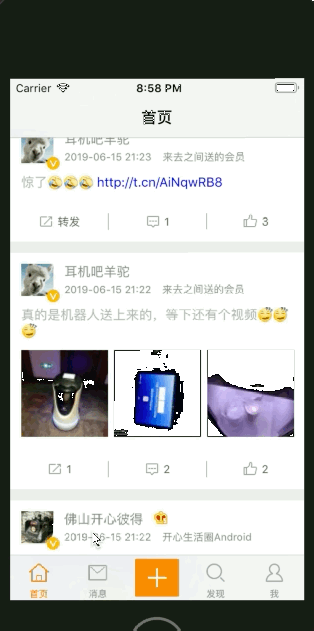 Carrier 8:58 PM
首页
耳机吧羊驼
2019-06-15 21:23 来去之间送的会员
惊了 http://t.cn/AiNqwRB8
转发 1 3
耳机吧羊驼
2019-06-15 21:22 来去之间送的会员
真的是机器人送上来的，等下还有个视频
1 2 2
佛山开心彼得
2019-06-15 21:22 开心生活圈Android
首页 消息 发现 我